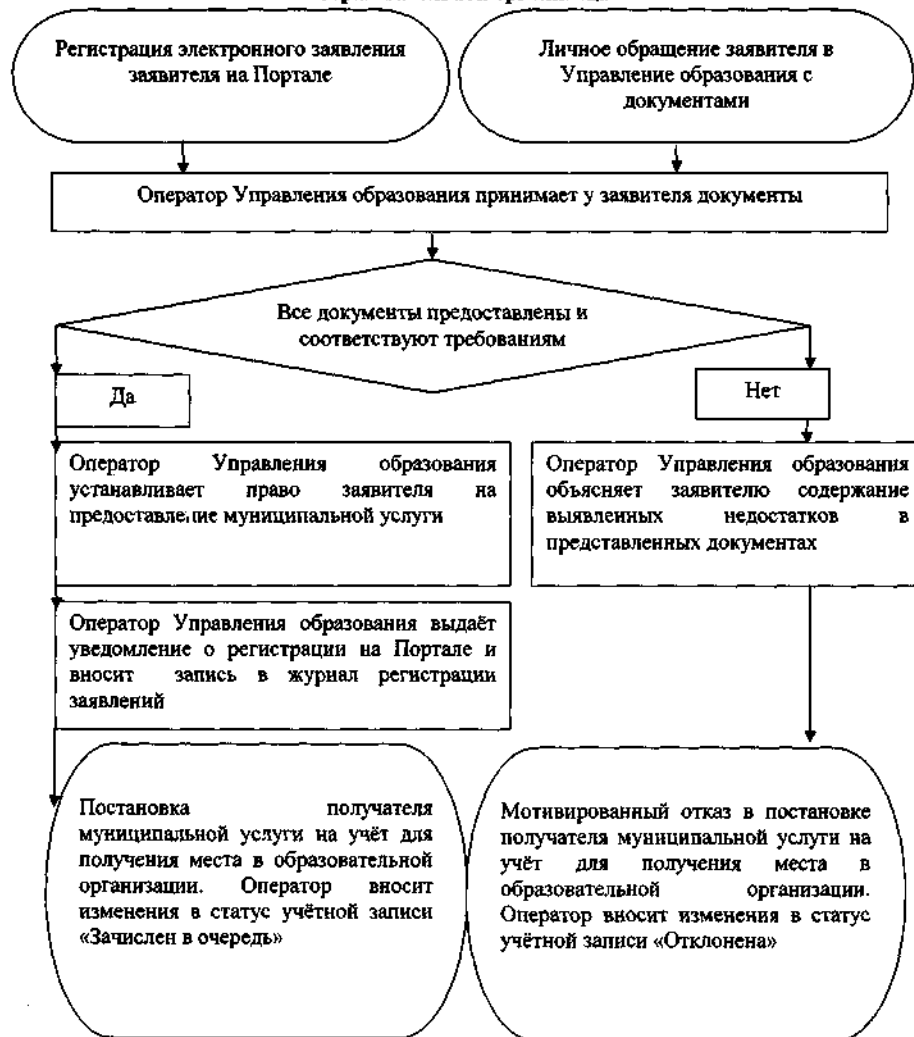 Регистрация электронного заявления
заявителя на Портале
Личное обращение заявителя в
Управление образования с
документами
Оператор Управления образования принимает у заявителя документы
Все документы предоставлены и
соответствуют требованиям
Да
Нет
Оператор Управления образования
устанавливает право заявителя на
предоставление муниципальной услуги
Оператор Управления образования
объясняет заявителю содержание
выявленных недостатков в
представленных документах
Оператор Управления образования выдаёт
уведомление о регистрации на Портале и
вносит запись в журнал регистрации
заявлений
Постановка получателя
муниципальной услуги на учёт для
получения места в образовательной
организации. Оператор вносит
изменения в статус учётной записи
«Зачислен в очередь»
Мотивированный отказ в постановке
получателя муниципальной услуги на
учёт для получения места в
образовательной организации.
Оператор вносит изменения в статус
учётной записи «Отклонена»